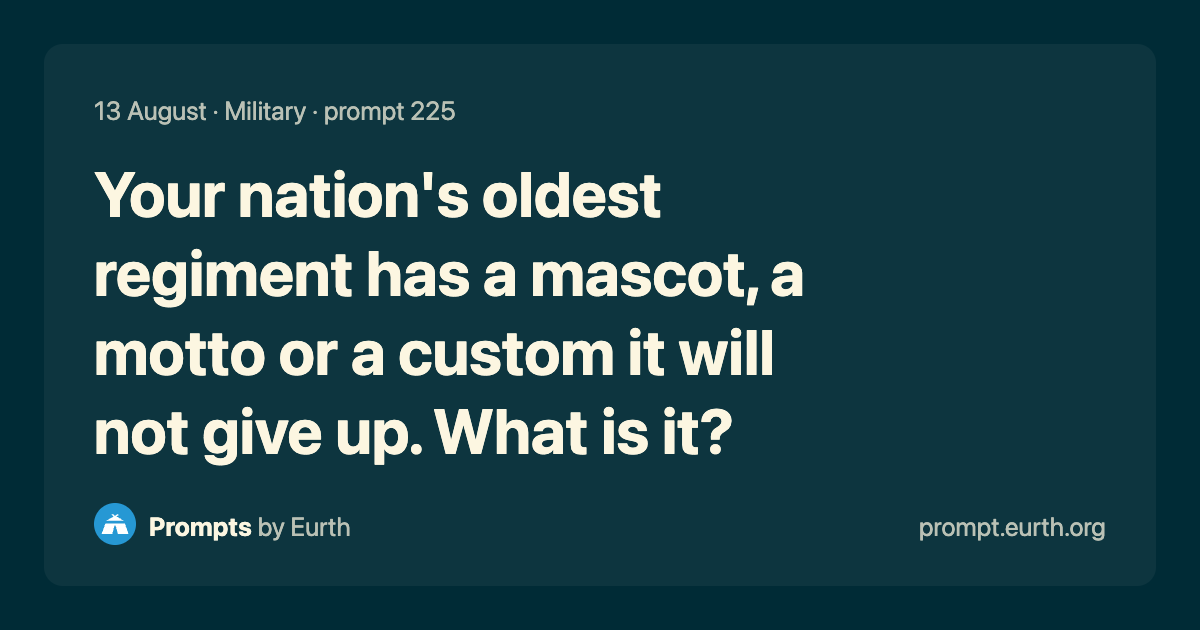 13 August · Military · prompt 225
Your nation's oldest
regiment has a mascot, a
motto or a custom it will
not give up. What is it?
Prompts by Eurth
prompt.eurth.org